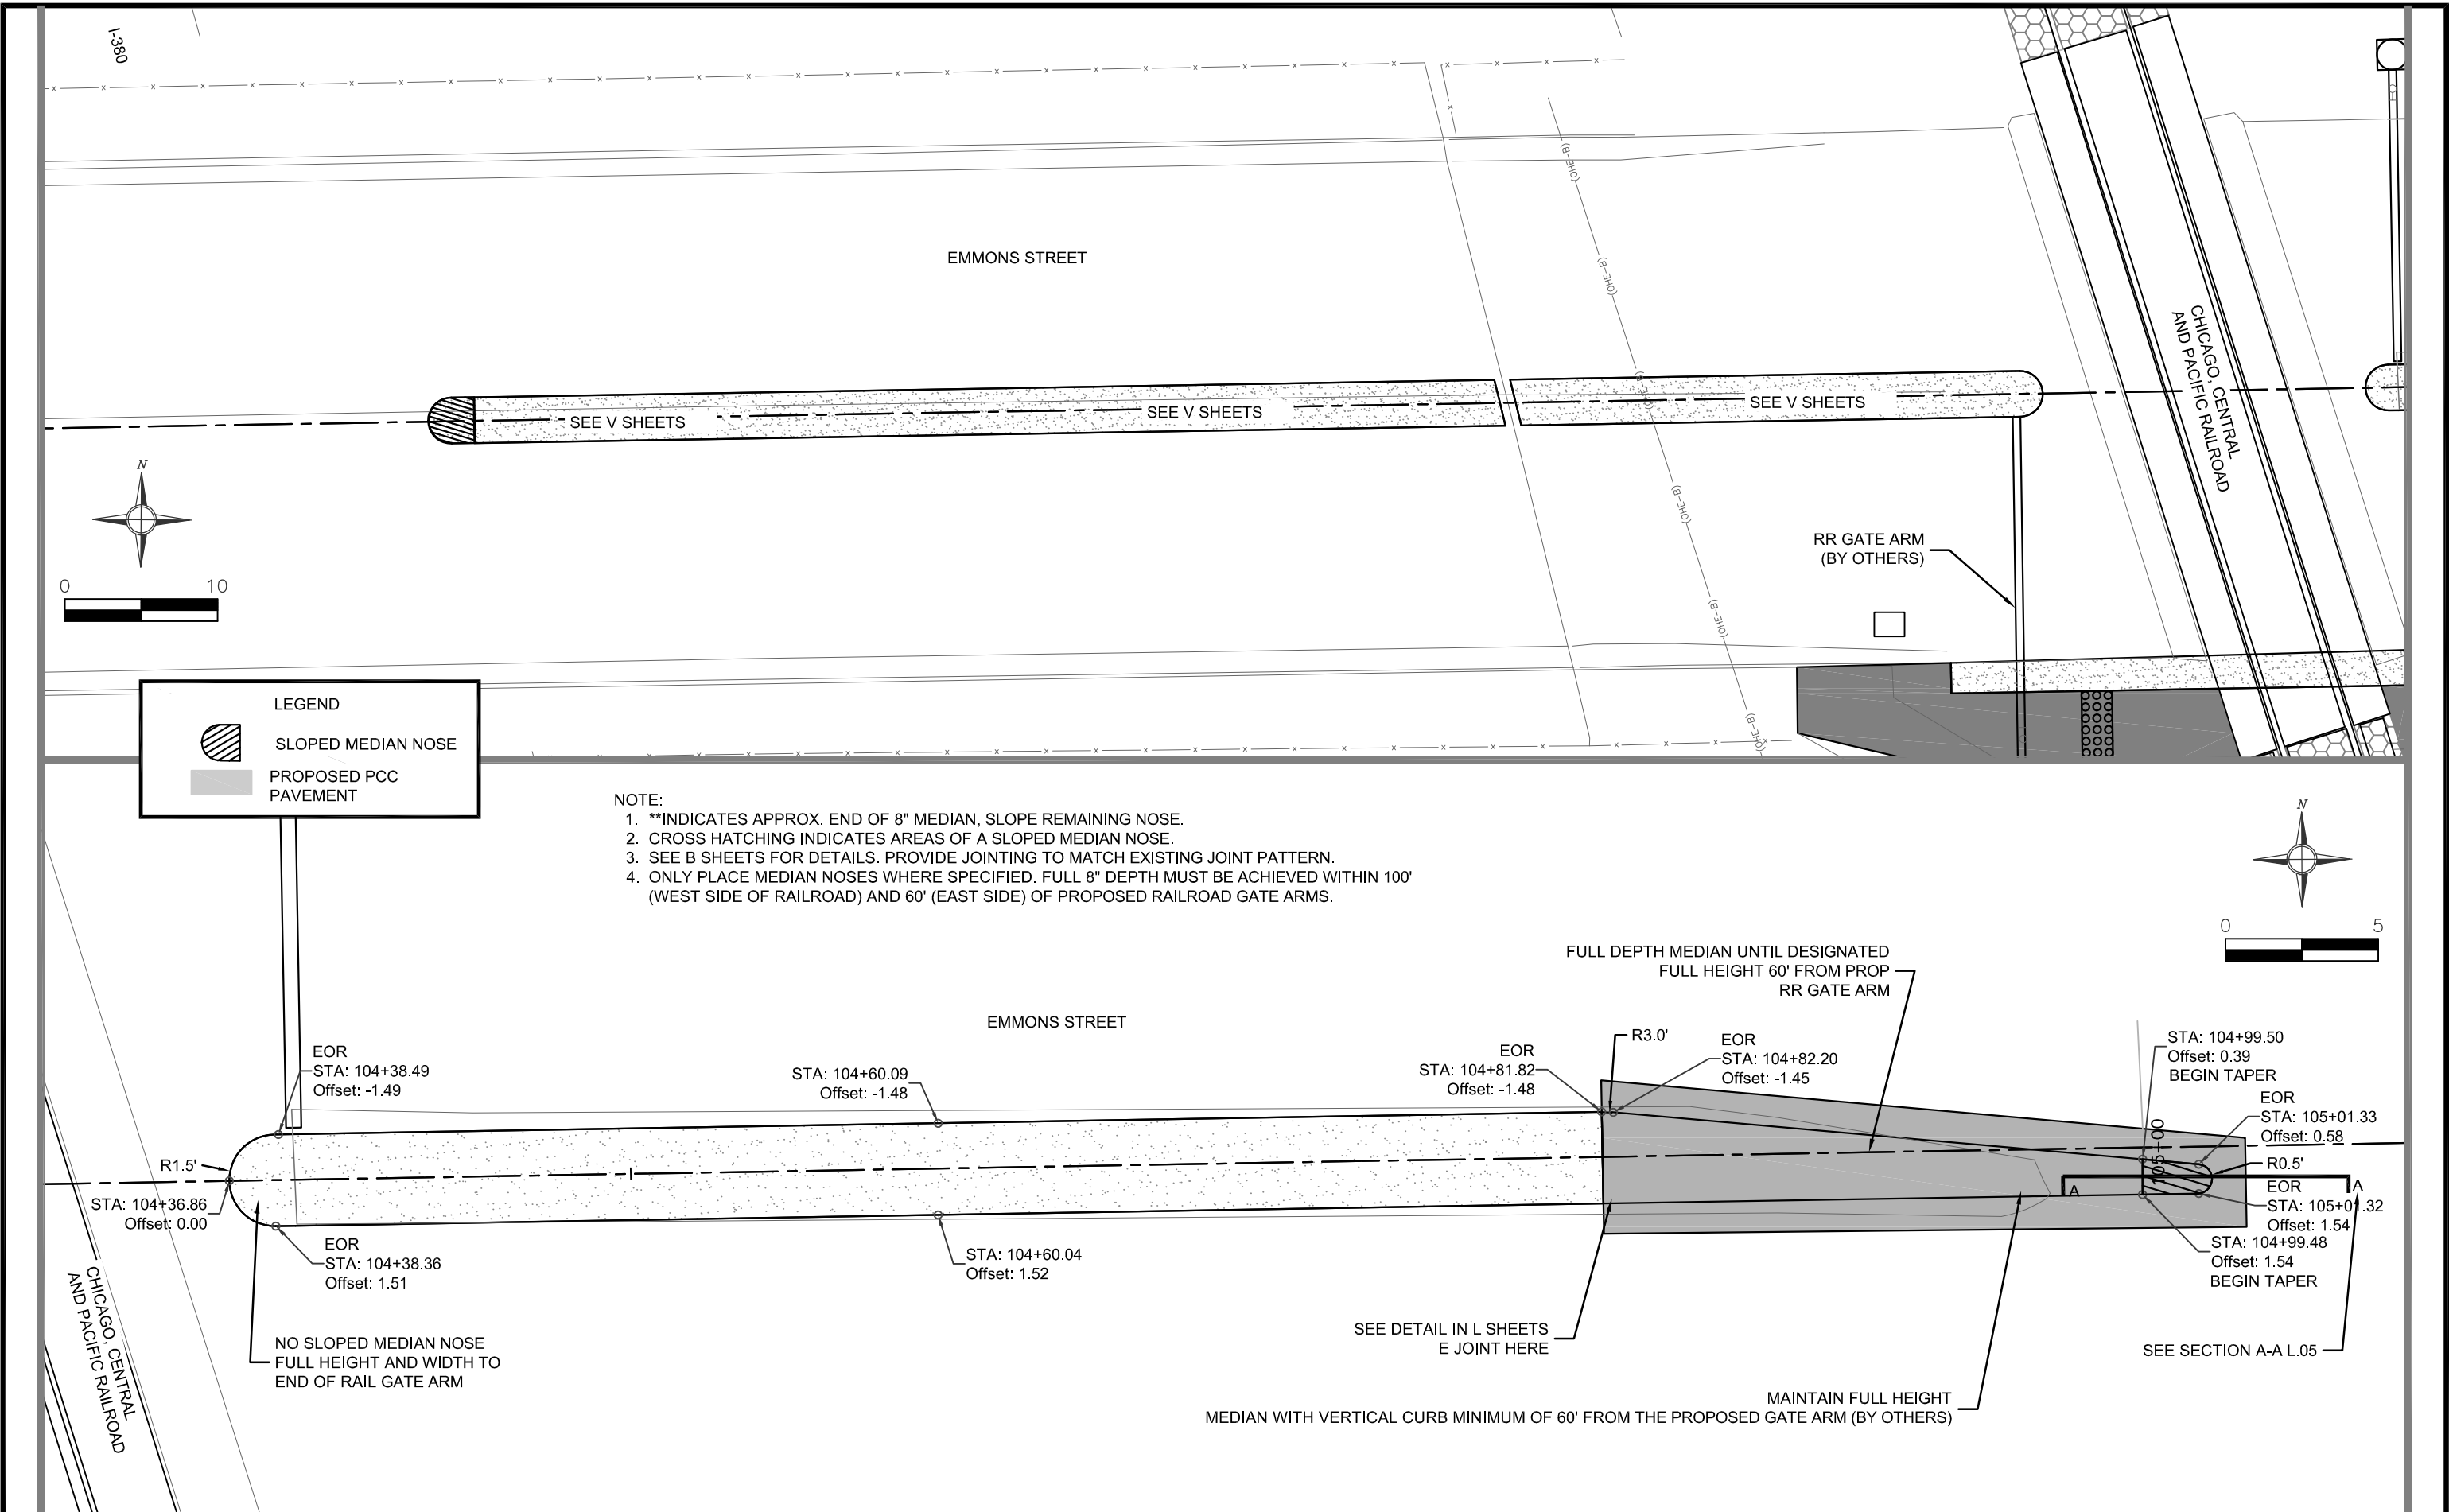 I-380
(OHE-B)
EMMONS STREET
(OHE-B)
CHICAGO, CENTRAL
AND PACIFIC RAILROAD
(OHE-B)
SEE V SHEETS
SEE V SHEETS
SEE V SHEETS
N
(OHE-B)
RR GATE ARM
(BY OTHERS)
0 10
(OHE-B)
(OHE-B)
LEGEND
SLOPED MEDIAN NOSE
PROPOSED PCC
PAVEMENT
NOTE:
1. **INDICATES APPROX. END OF 8" MEDIAN, SLOPE REMAINING NOSE.
2. CROSS HATCHING INDICATES AREAS OF A SLOPED MEDIAN NOSE.
3. SEE B SHEETS FOR DETAILS. PROVIDE JOINTING TO MATCH EXISTING JOINT PATTERN.
4. ONLY PLACE MEDIAN NOSES WHERE SPECIFIED. FULL 8" DEPTH MUST BE ACHIEVED WITHIN 100'
(WEST SIDE OF RAILROAD) AND 60' (EAST SIDE) OF PROPOSED RAILROAD GATE ARMS.
N
0 5
FULL DEPTH MEDIAN UNTIL DESIGNATED
FULL HEIGHT 60' FROM PROP
RR GATE ARM
EMMONS STREET
EOR
STA: 104+38.49
Offset: -1.49
STA: 104+60.09
Offset: -1.48
EOR
STA: 104+81.82
Offset: -1.48
R3.0'
EOR
STA: 104+82.20
Offset: -1.45
STA: 104+99.50
Offset: 0.39
BEGIN TAPER
EOR
STA: 105+01.33
Offset: 0.58
105+00
R1.5'
R0.5'
STA: 104+36.86
Offset: 0.00
A
A
EOR
STA: 105+01.32
Offset: 1.54
EOR
STA: 104+38.36
Offset: 1.51
STA: 104+60.04
Offset: 1.52
STA: 104+99.48
Offset: 1.54
BEGIN TAPER
CHICAGO, CENTRAL
AND PACIFIC RAILROAD
NO SLOPED MEDIAN NOSE
FULL HEIGHT AND WIDTH TO
END OF RAIL GATE ARM
SEE DETAIL IN L SHEETS
E JOINT HERE
SEE SECTION A-A L.05
MAINTAIN FULL HEIGHT
MEDIAN WITH VERTICAL CURB MINIMUM OF 60' FROM THE PROPOSED GATE ARM (BY OTHERS)